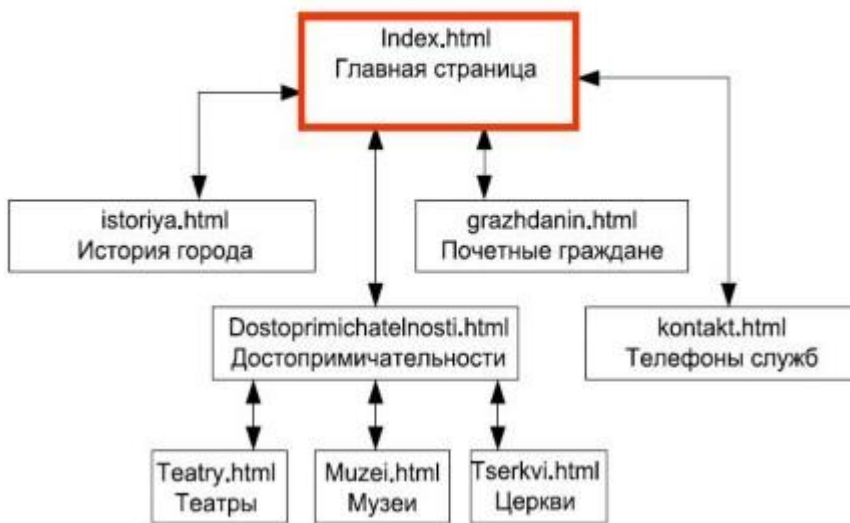 Index.html
Главная страница
istoriya.html
История города
grazhdanin.html
Почетные граждане
Dostoprimichatelnosti.html
Достопримичательности
kontakt.html
Телефоны служб
Teatry.html
Театры
Muzei.html
Музеи
Tserkvi.html
Церкви